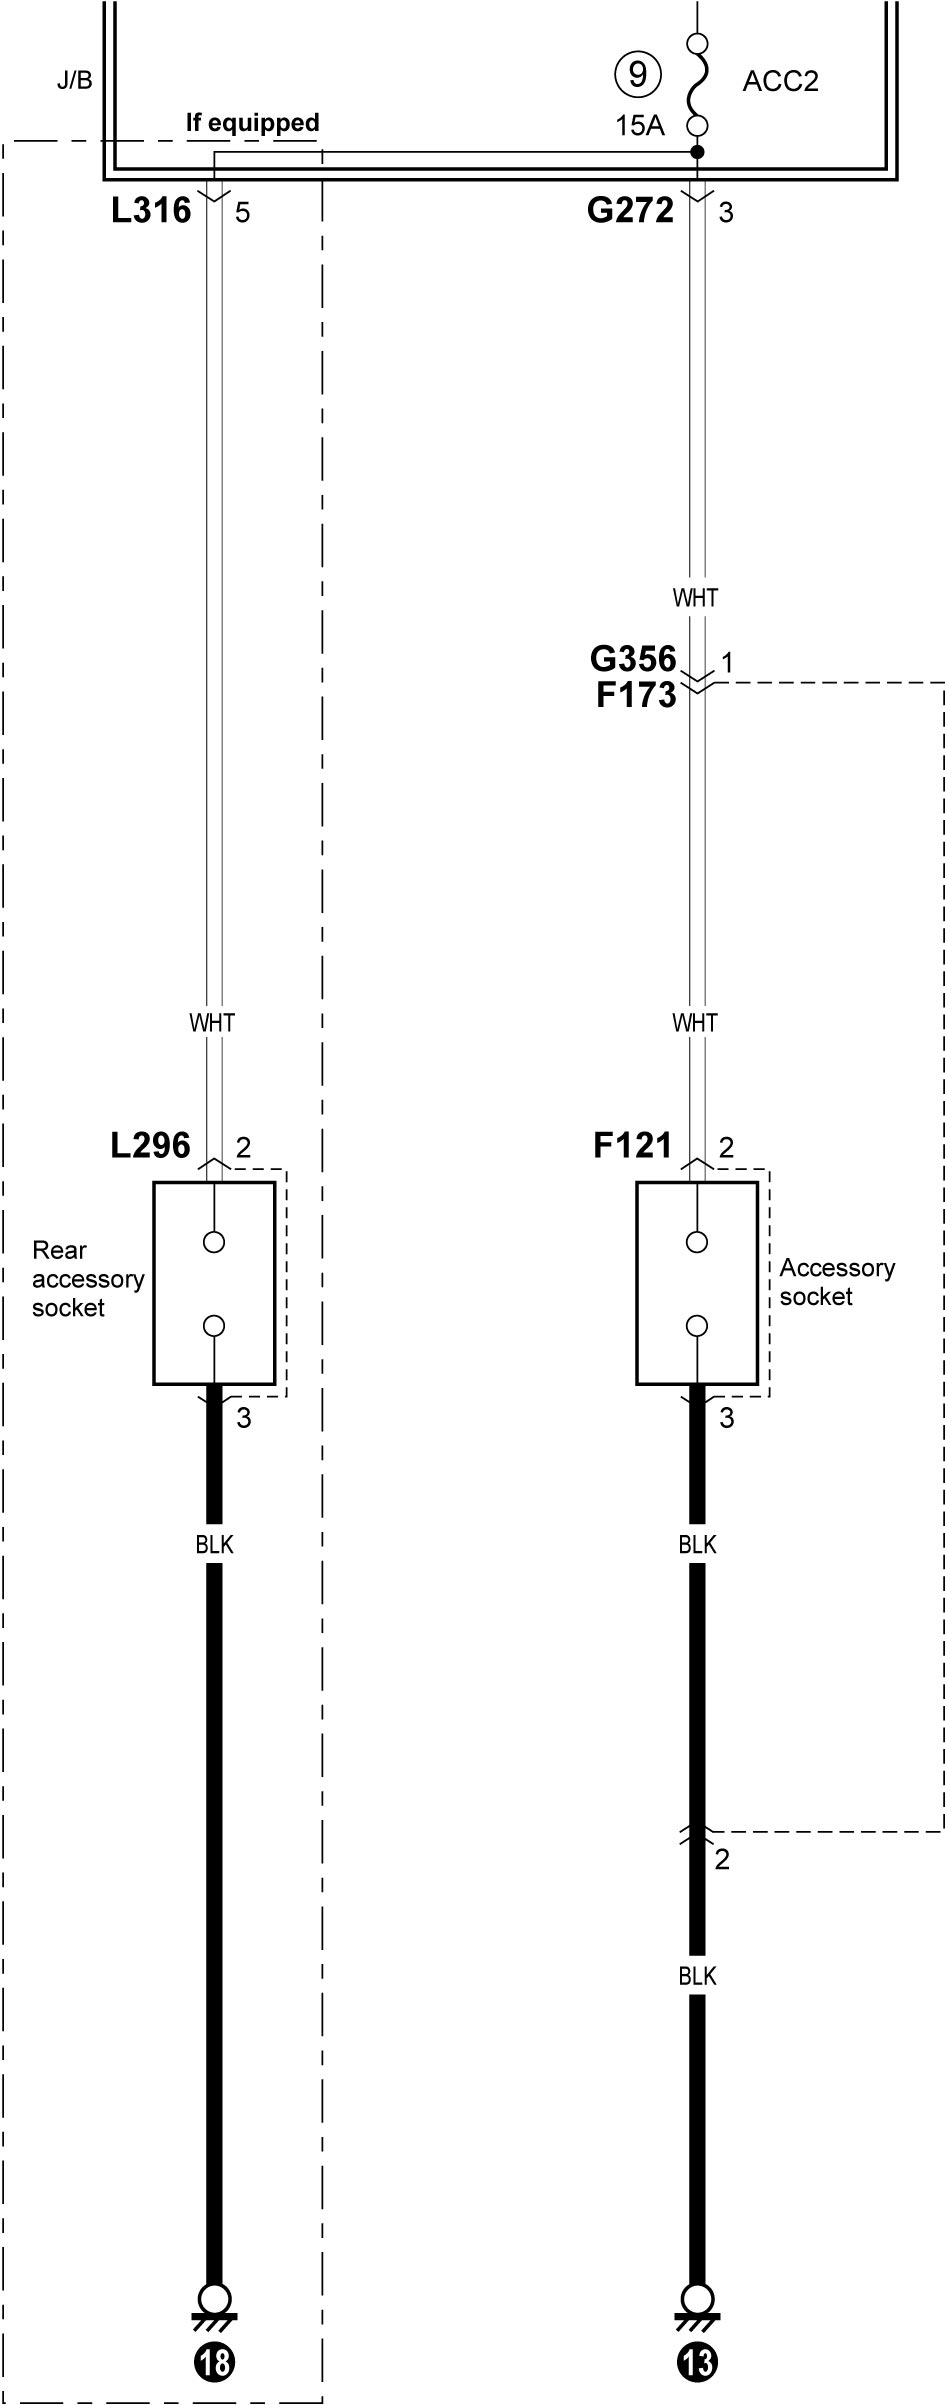 J/B
9
ACC2
15A
If equipped
L316
5
G272
3
WHT
G356
1
F173
WHT
WHT
L296
2
F121
2
Rear
accessory
socket
Accessory
socket
3
3
BLK
BLK
2
BLK
18
13